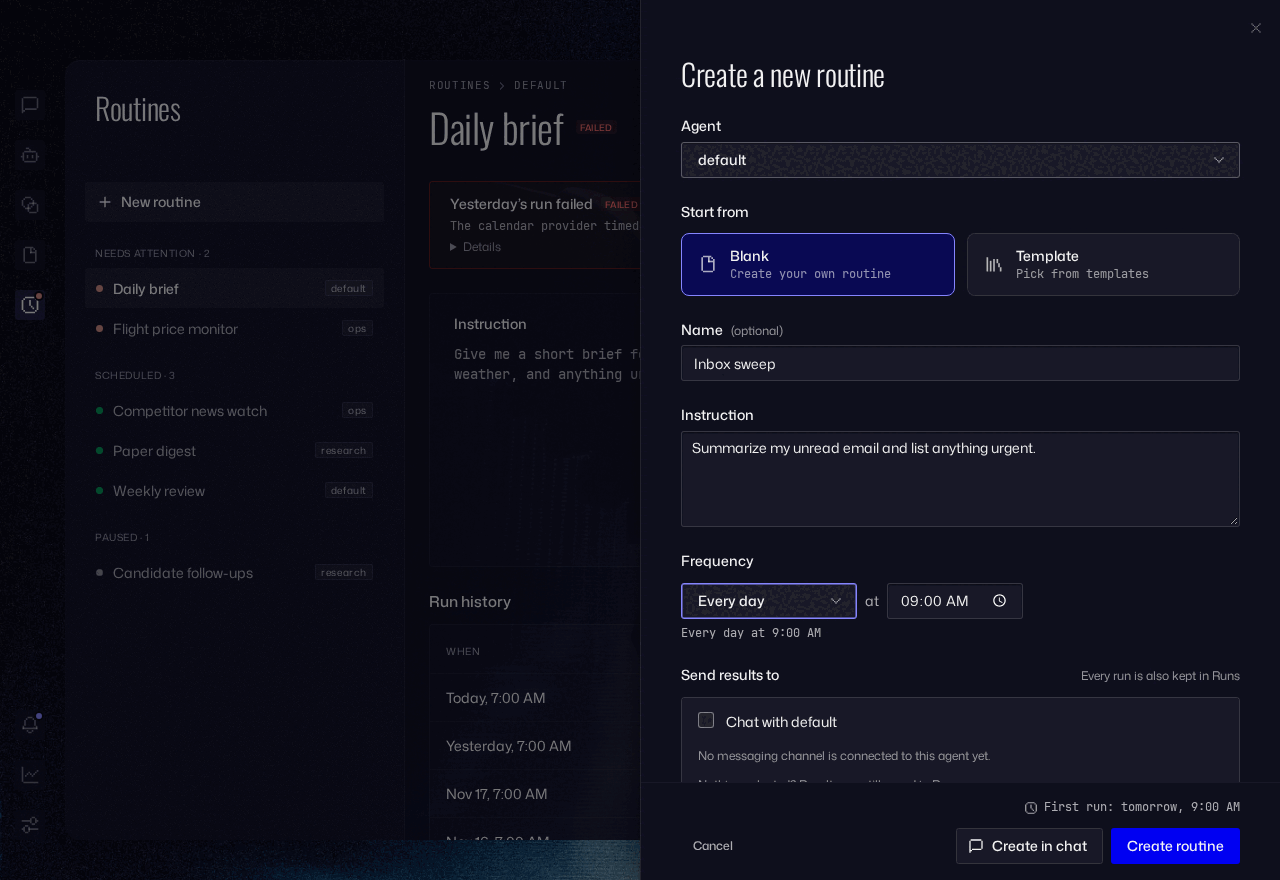 Routines
New routine
NEEDS ATTENTION · 2
Daily brief
default
Flight price monitor
ops
SCHEDULED · 3
Competitor news watch
ops
Paper digest
research
Weekly review
default
PAUSED · 1
Candidate follow-ups
research
ROUTINES > DEFAULT
Daily brief
FAILED
Yesterday's run failed
FAILED
The calendar provider timed
Details
Instruction
Give me a short brief
weather, and anything
Run history
WHEN
Today, 7:00 AM
Yesterday, 7:00 AM
Nov 17, 7:00 AM
Create a new routine
Agent
default
Start from
Blank
Create your own routine
Template
Pick from templates
Name (optional)
Inbox sweep
Instruction
Summarize my unread email and list anything urgent.
Frequency
Every day
at
09:00 AM
Every day at 9:00 AM
Send results to
Every run is also kept in Runs
Chat with default
No messaging channel is connected to this agent yet.
First run: tomorrow, 9:00 AM
Cancel
Create in chat
Create routine